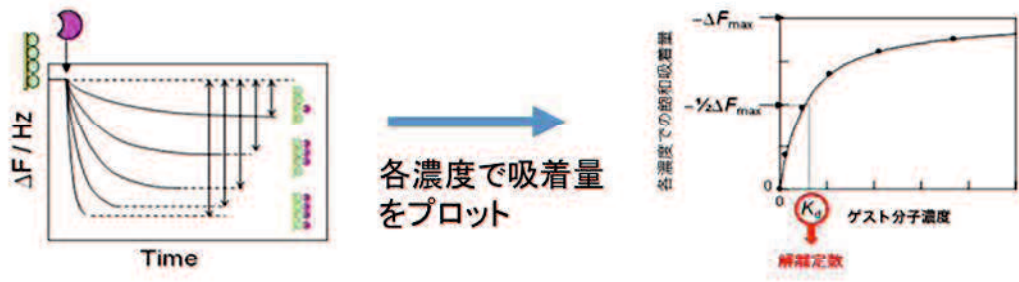 ΔF / Hz
Time
各濃度で吸着量
をプロット
各濃度での飽和吸着量
-ΔFmax
-½ΔFmax
0
0
Kd
ゲスト分子濃度
解離定数